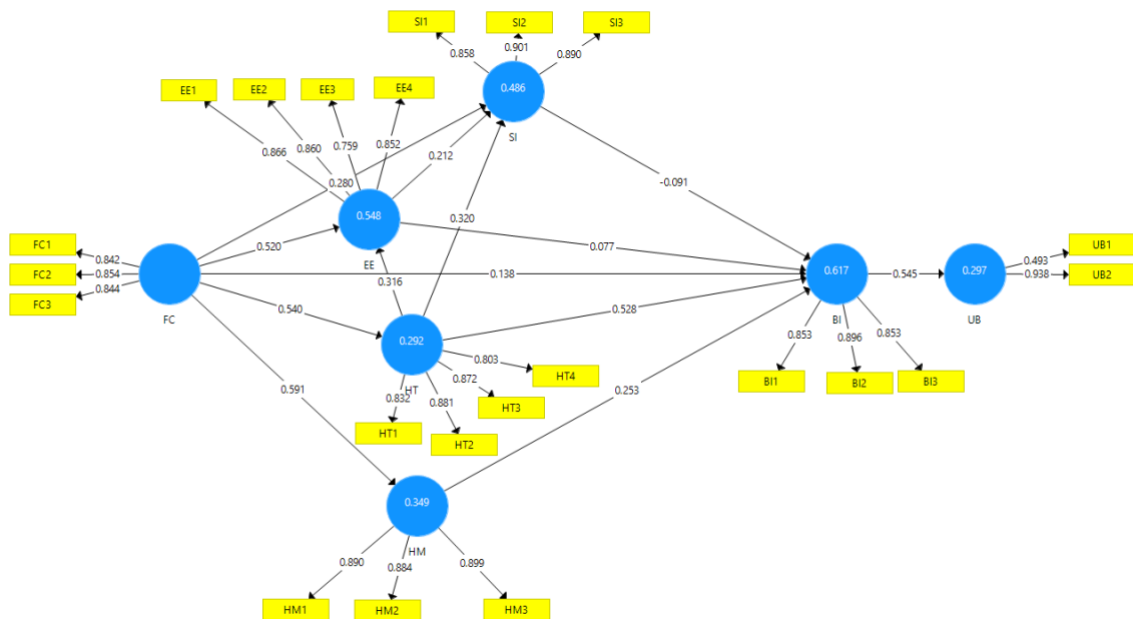 SI1
SI2
SI3
0.858
0.901
0.890
0.486
SI
EE1
EE2
EE3
EE4
0.866
0.860
0.759
0.852
0.212
0.280
-0.091
0.548
EE
0.320
0.520
0.077
FC1
FC2
FC3
0.842
0.854
0.844
FC
0.316
0.138
0.617
BI
0.545
0.297
UB
0.493
0.938
UB1
UB2
0.540
0.528
0.292
HT
0.803
0.872
0.881
0.832
HT4
HT3
HT1
HT2
0.853
0.896
0.853
BI1
BI2
BI3
0.591
0.253
0.349
HM
0.890
0.884
0.899
HM1
HM2
HM3